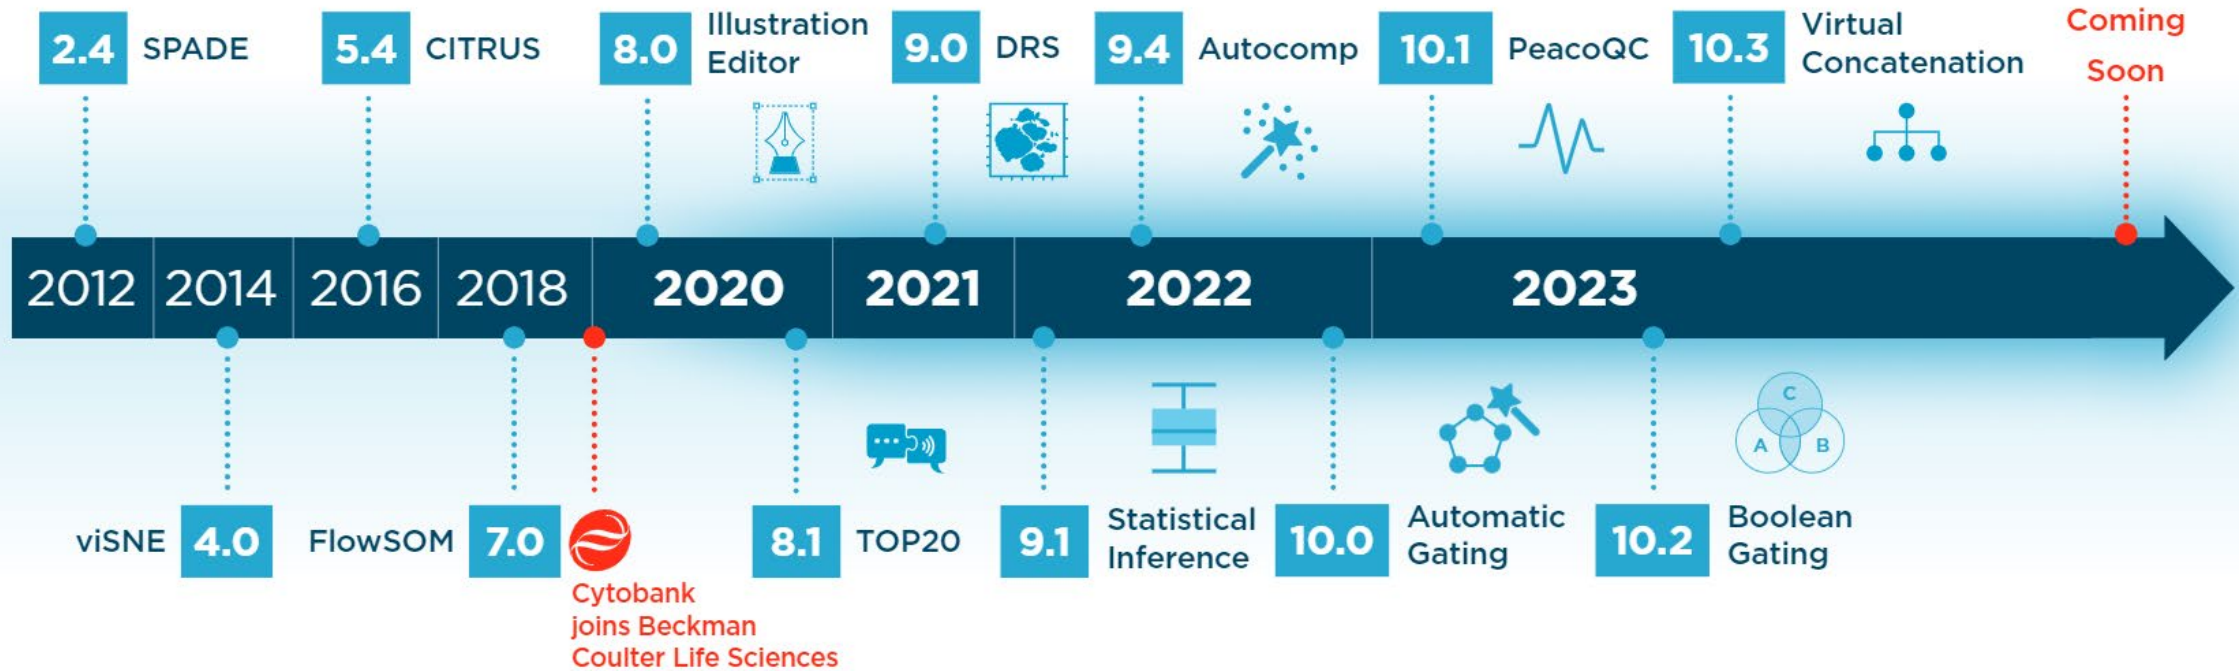 2.4 SPADE
5.4 CITRUS
8.0 Illustration
Editor
9.0 DRS
9.4 Autocomp
10.1 PeacoQC
10.3 Virtual
Concatenation
Coming
Soon
2012 2014 2016 2018 2020 2021 2022 2023
viSNE 4.0
FlowSOM 7.0
Cytobank
joins Beckman
Coulter Life Sciences
8.1 TOP20
9.1 Statistical
Inference
10.0 Automatic
Gating
10.2 Boolean
Gating
C
A B